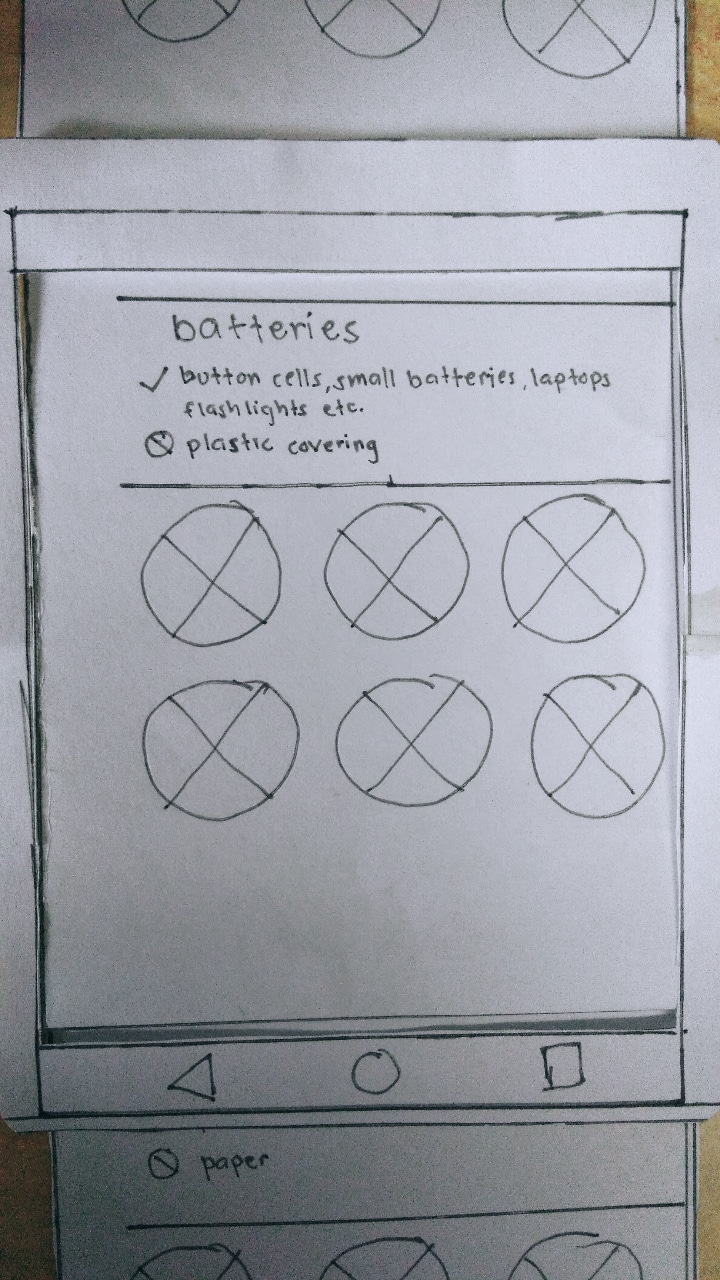 batteries
button cells, small batteries, laptops
flashlights etc.
plastic covering
paper